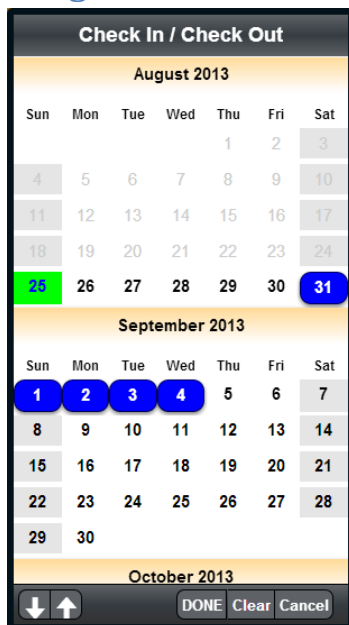 Check In / Check Out
August 2013
Sun Mon Tue Wed Thu Fri Sat
1 2 3
4 5 6 7 8 9 10
11 12 13 14 15 16 17
18 19 20 21 22 23 24
25 26 27 28 29 30 31
September 2013
Sun Mon Tue Wed Thu Fri Sat
1 2 3 4 5 6 7
8 9 10 11 12 13 14
15 16 17 18 19 20 21
22 23 24 25 26 27 28
29 30
October 2013
DONE Clear Cancel